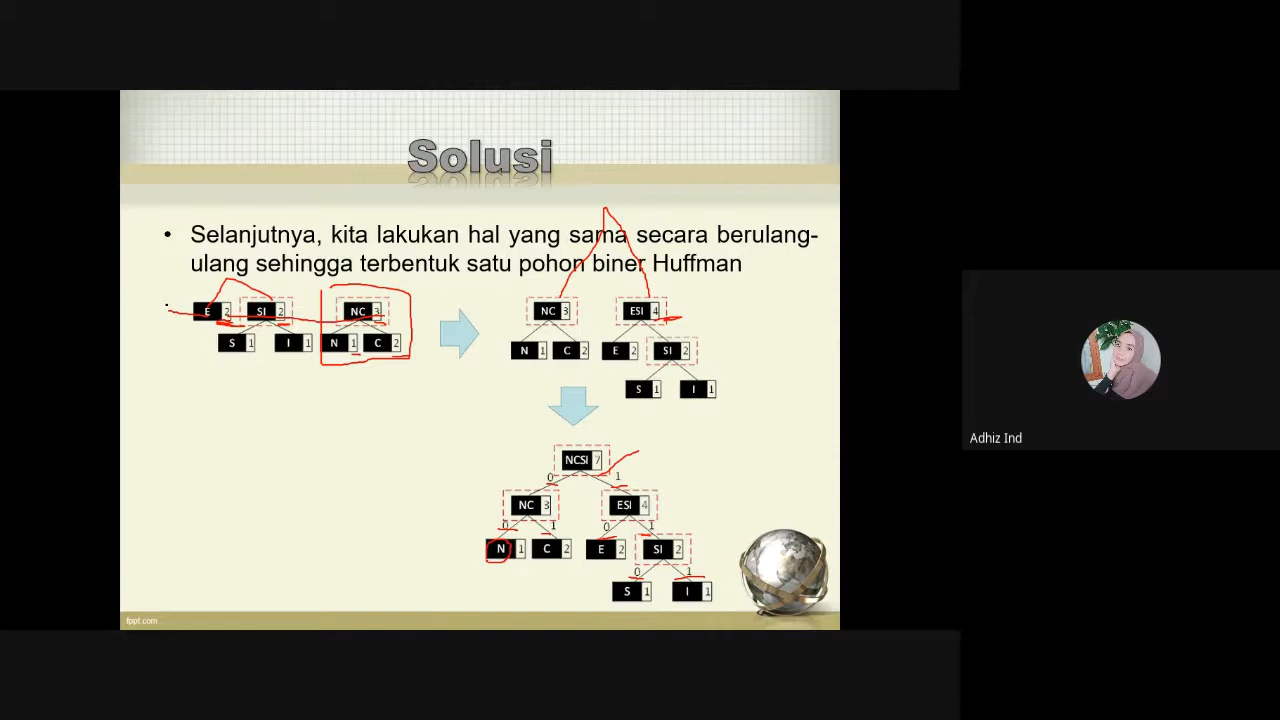 Solusi
• Selanjutnya, kita lakukan hal yang sama secara berulang-
ulang sehingga terbentuk satu pohon biner Huffman
.
E 2 SI 2 NC 3
S 1 I 1 N 1 C 2
NC 3 ESI 4
N 1 C 2 E 2 SI 2
S 1 I 1
NCSI 7
0 1
NC 3 ESI 4
0 1 0 1
N 1 C 2 E 2 SI 2
0 1
S 1 I 1
fppt.com
Adhiz Ind